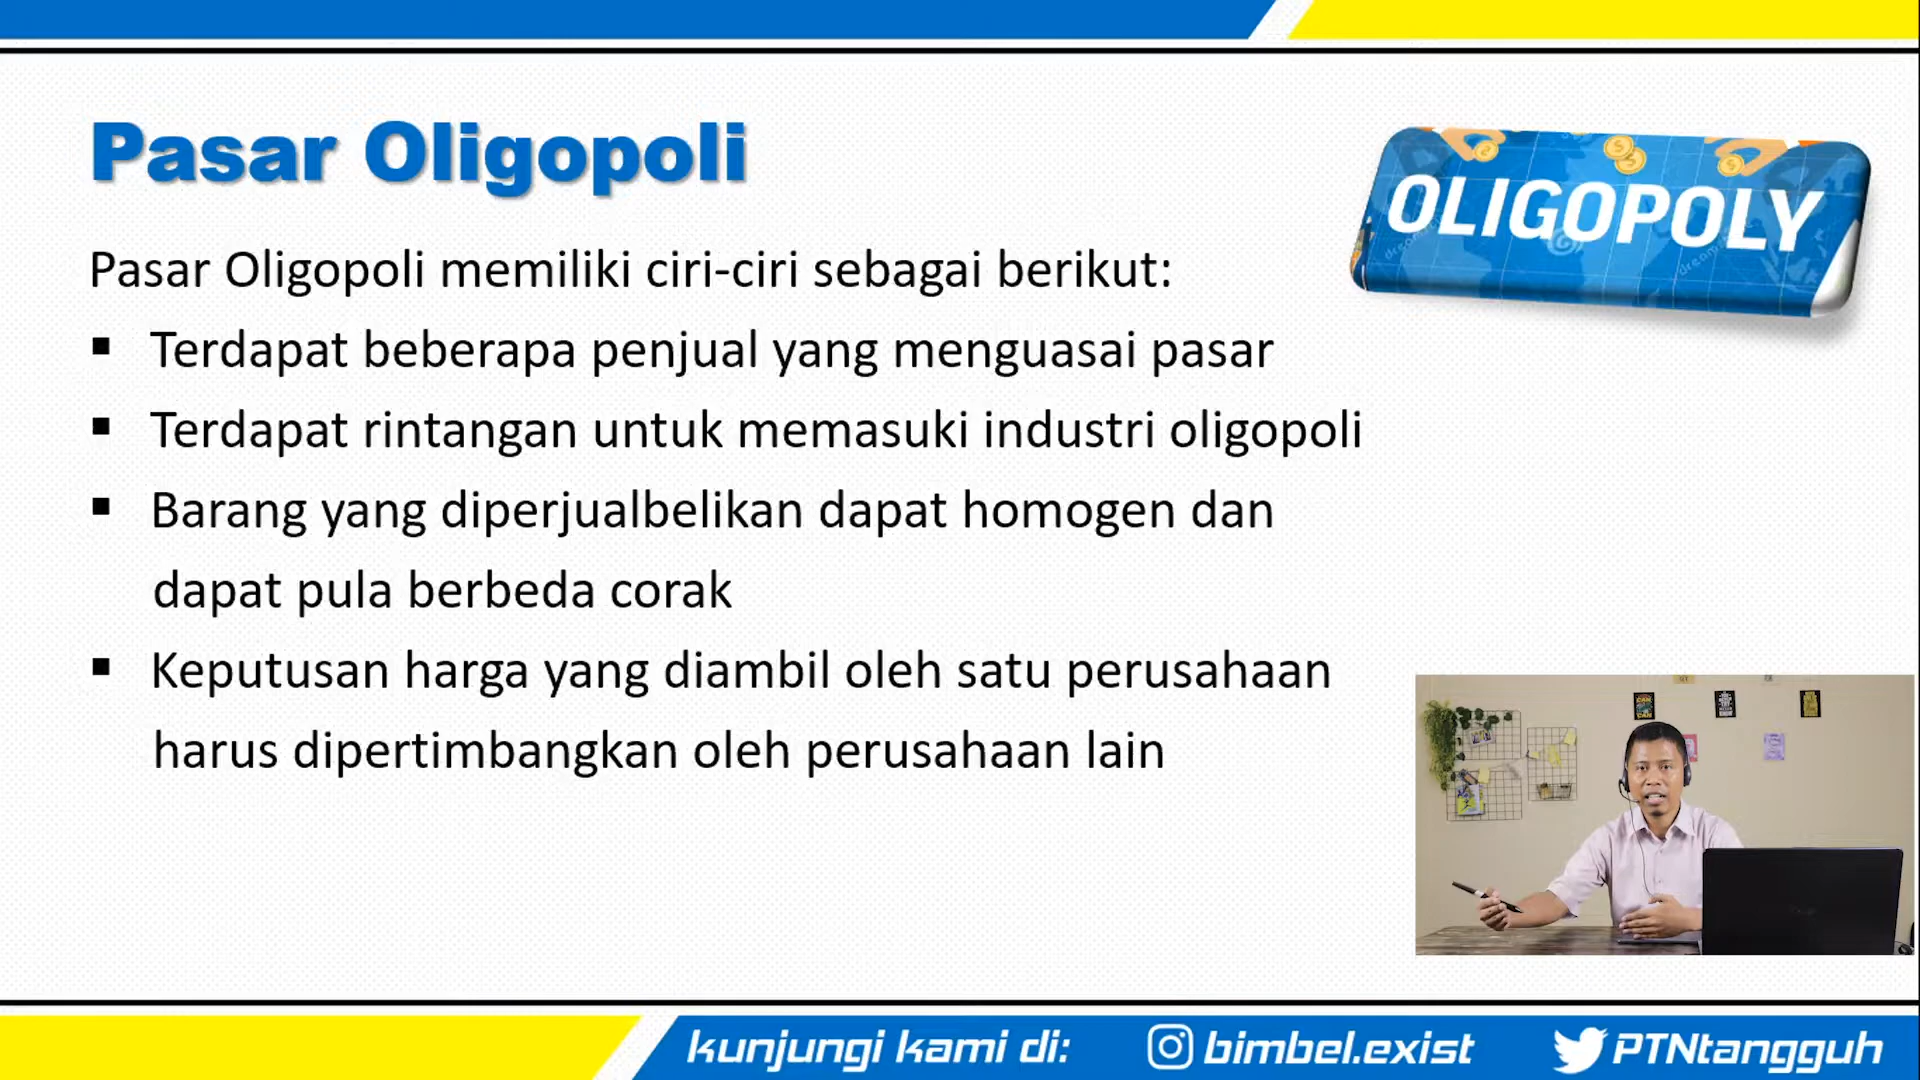 Pasar Oligopoli
OLIGOPOLY
Pasar Oligopoli memiliki ciri-ciri sebagai berikut:
▪ Terdapat beberapa penjual yang menguasai pasar
▪ Terdapat rintangan untuk memasuki industri oligopoli
▪ Barang yang diperjualbelikan dapat homogen dan
dapat pula berbeda corak
▪ Keputusan harga yang diambil oleh satu perusahaan
harus dipertimbangkan oleh perusahaan lain
kunjungi kami di: bimbel.exist PTNtangguh